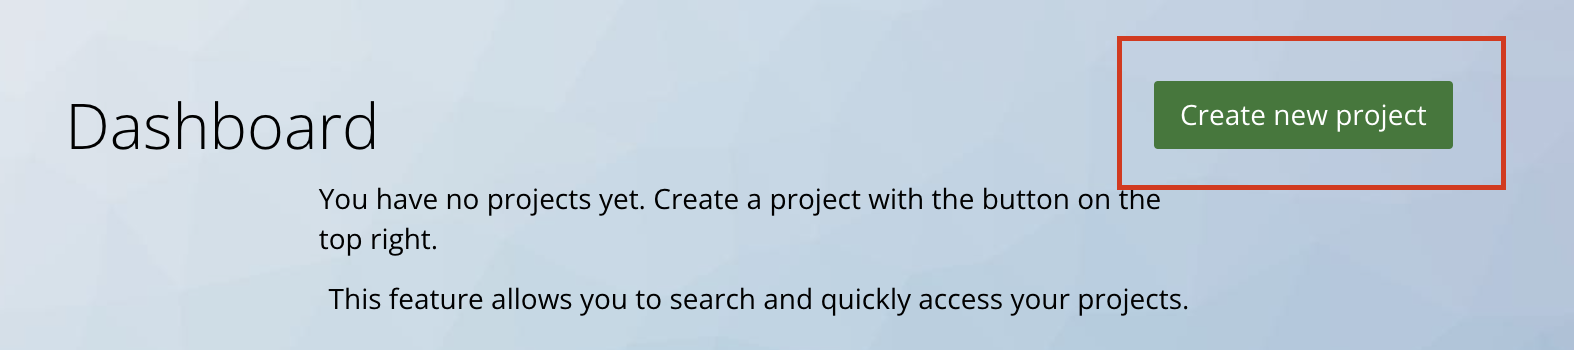 Dashboard
Create new project
You have no projects yet. Create a project with the button on the
top right.
This feature allows you to search and quickly access your projects.